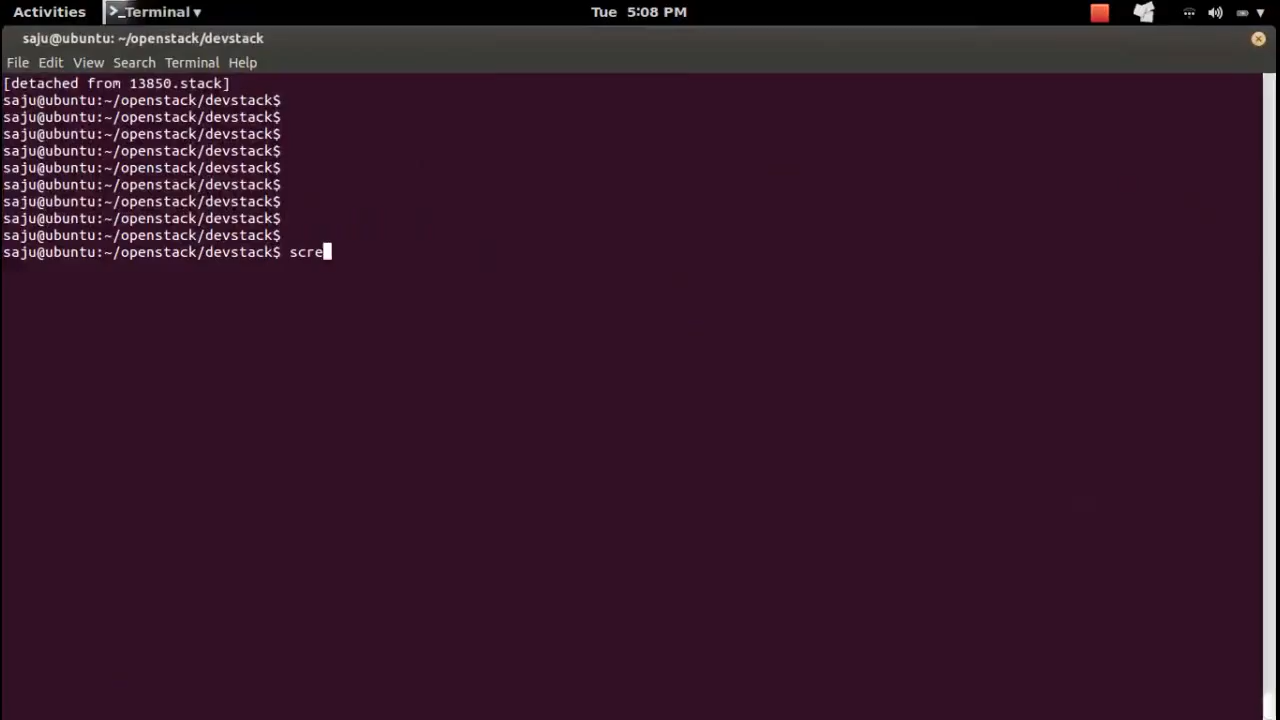 Activities >_Terminal ▾ Tue 5:08 PM
saju@ubuntu: ~/openstack/devstack
File Edit View Search Terminal Help
[detached from 13850.stack]
saju@ubuntu:~/openstack/devstack$
saju@ubuntu:~/openstack/devstack$
saju@ubuntu:~/openstack/devstack$
saju@ubuntu:~/openstack/devstack$
saju@ubuntu:~/openstack/devstack$
saju@ubuntu:~/openstack/devstack$
saju@ubuntu:~/openstack/devstack$
saju@ubuntu:~/openstack/devstack$
saju@ubuntu:~/openstack/devstack$
saju@ubuntu:~/openstack/devstack$ scre